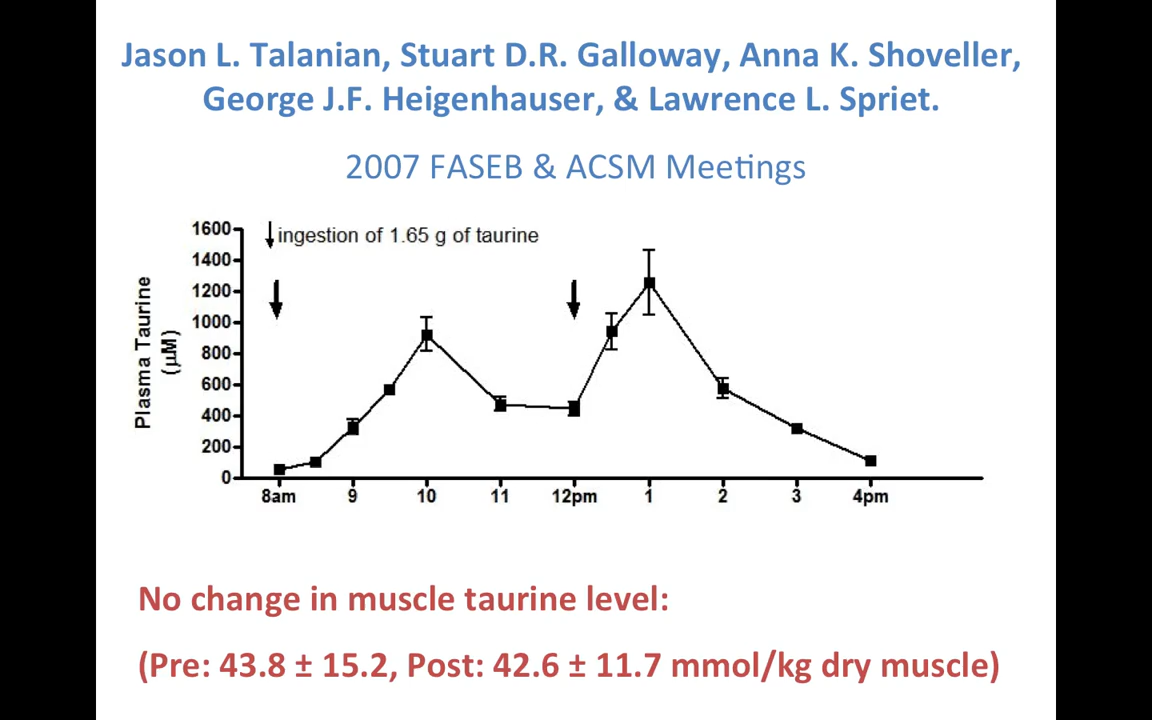 Jason L. Talanian, Stuart D.R. Galloway, Anna K. Shoveller,
George J.F. Heigenhauser, & Lawrence L. Spriet.
2007 FASEB & ACSM Meetings
ingestion of 1.65 g of taurine
Plasma Taurine
(μM)
1600
1400
1200
1000
800
600
400
200
0
8am 9 10 11 12pm 1 2 3 4pm
No change in muscle taurine level:
(Pre: 43.8 ± 15.2, Post: 42.6 ± 11.7 mmol/kg dry muscle)